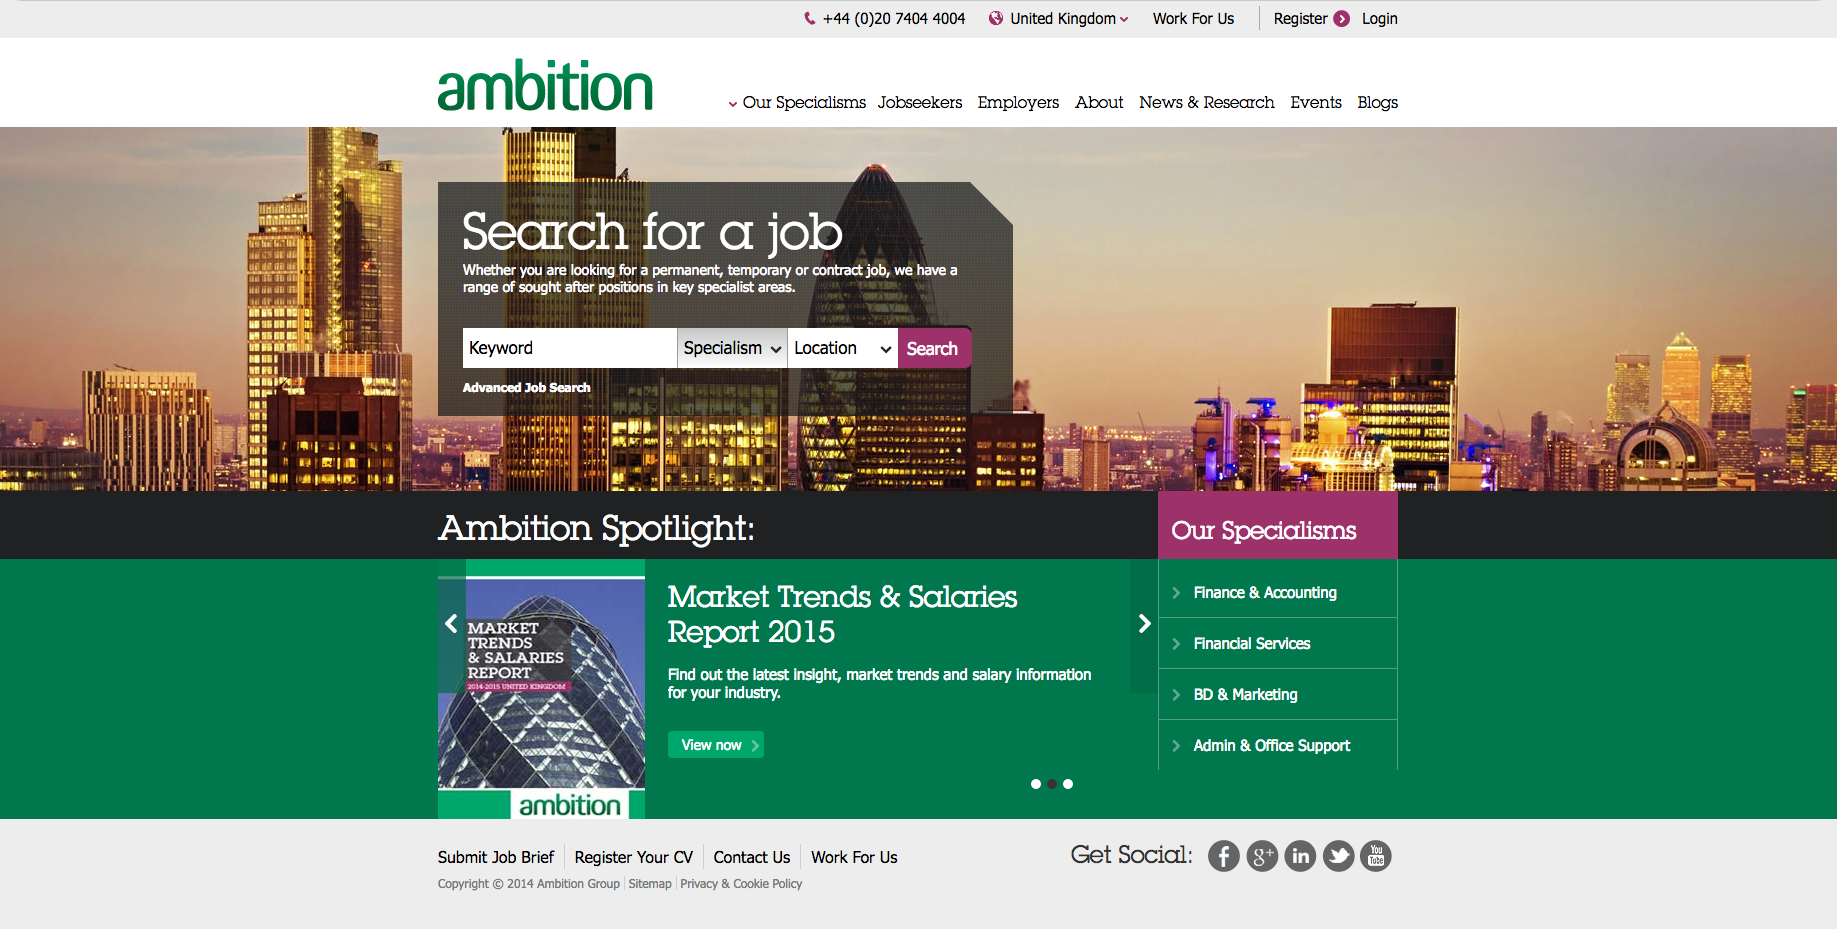 +44 (0)20 7404 4004 United Kingdom Work For Us Register Login
ambition
Our Specialisms Jobseekers Employers About News & Research Events Blogs
Search for a job
Whether you are looking for a permanent, temporary or contract job, we have a
range of sought after positions in key specialist areas.
Keyword Specialism Location Search
Advanced Job Search
Ambition Spotlight:
MARKET
TRENDS
& SALARIES
REPORT
2014-2015 UNITED KINGDOM
ambition
Market Trends & Salaries
Report 2015
Find out the latest insight, market trends and salary information
for your industry.
View now
Our Specialisms
Finance & Accounting
Financial Services
BD & Marketing
Admin & Office Support
Submit Job Brief Register Your CV Contact Us Work For Us
Copyright © 2014 Ambition Group Sitemap Privacy & Cookie Policy
Get Social: f g+ in You Tube